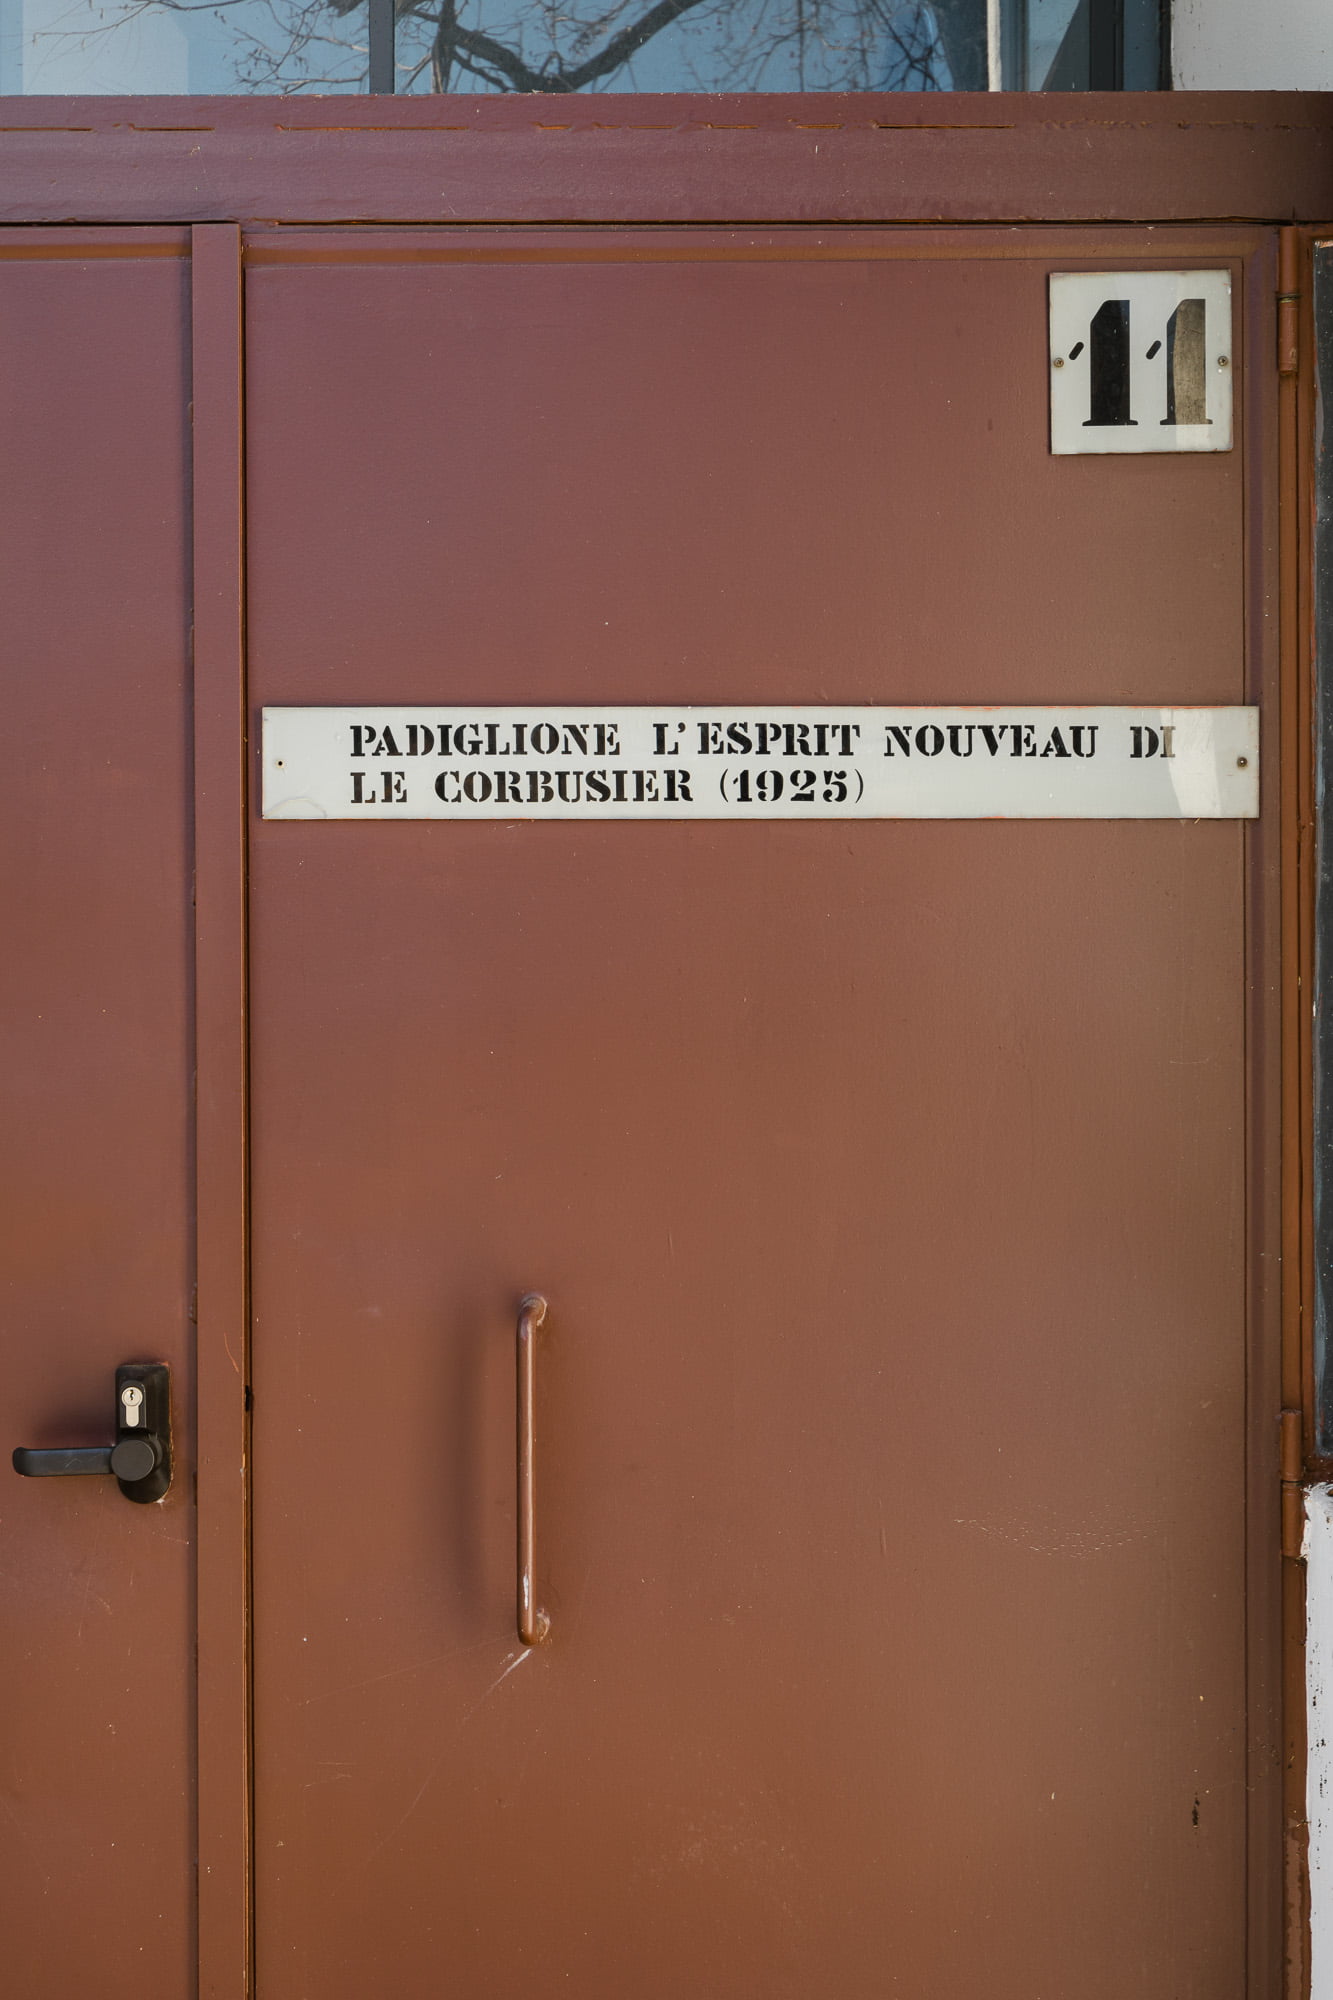 11
PADIGLIONE L'ESPRIT NOUVEAU DI
LE CORBUSIER (1925)